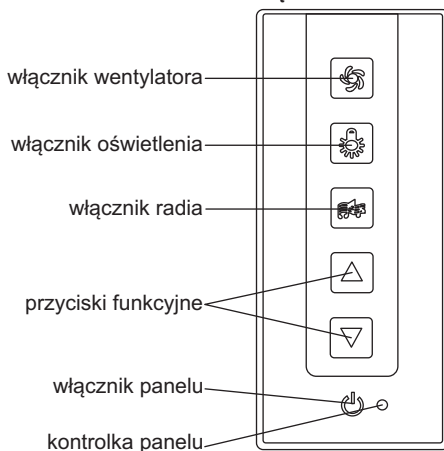 włącznik wentylatora
włącznik oświetlenia
włącznik radia
przyciski funkcyjne
włącznik panelu
kontrolka panelu